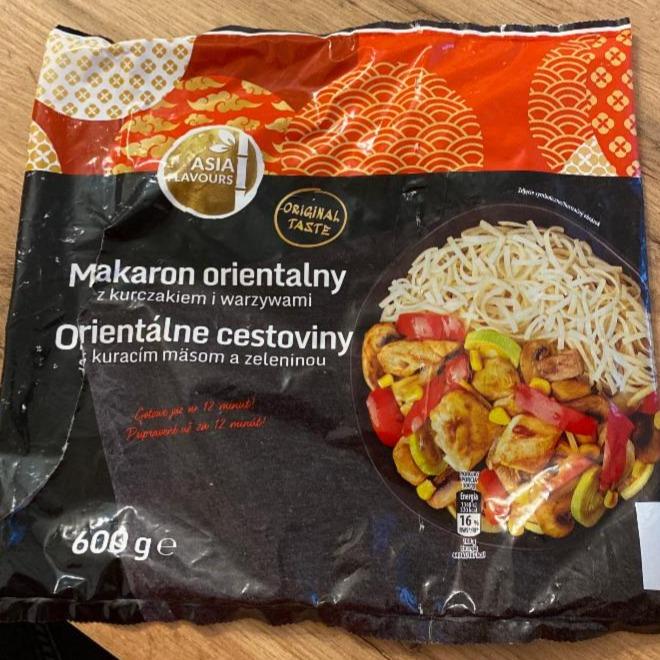 ASIA
FLAVOURS
ORIGINAL
TASTE
Makaron orientalny
z kurczakiem i warzywami
Orientálne cestoviny
kuracím mäsom a zeleninou
Gotowe już w 12 minut!
Pripravené už za 12 minút!
Energia
16%
600 g e